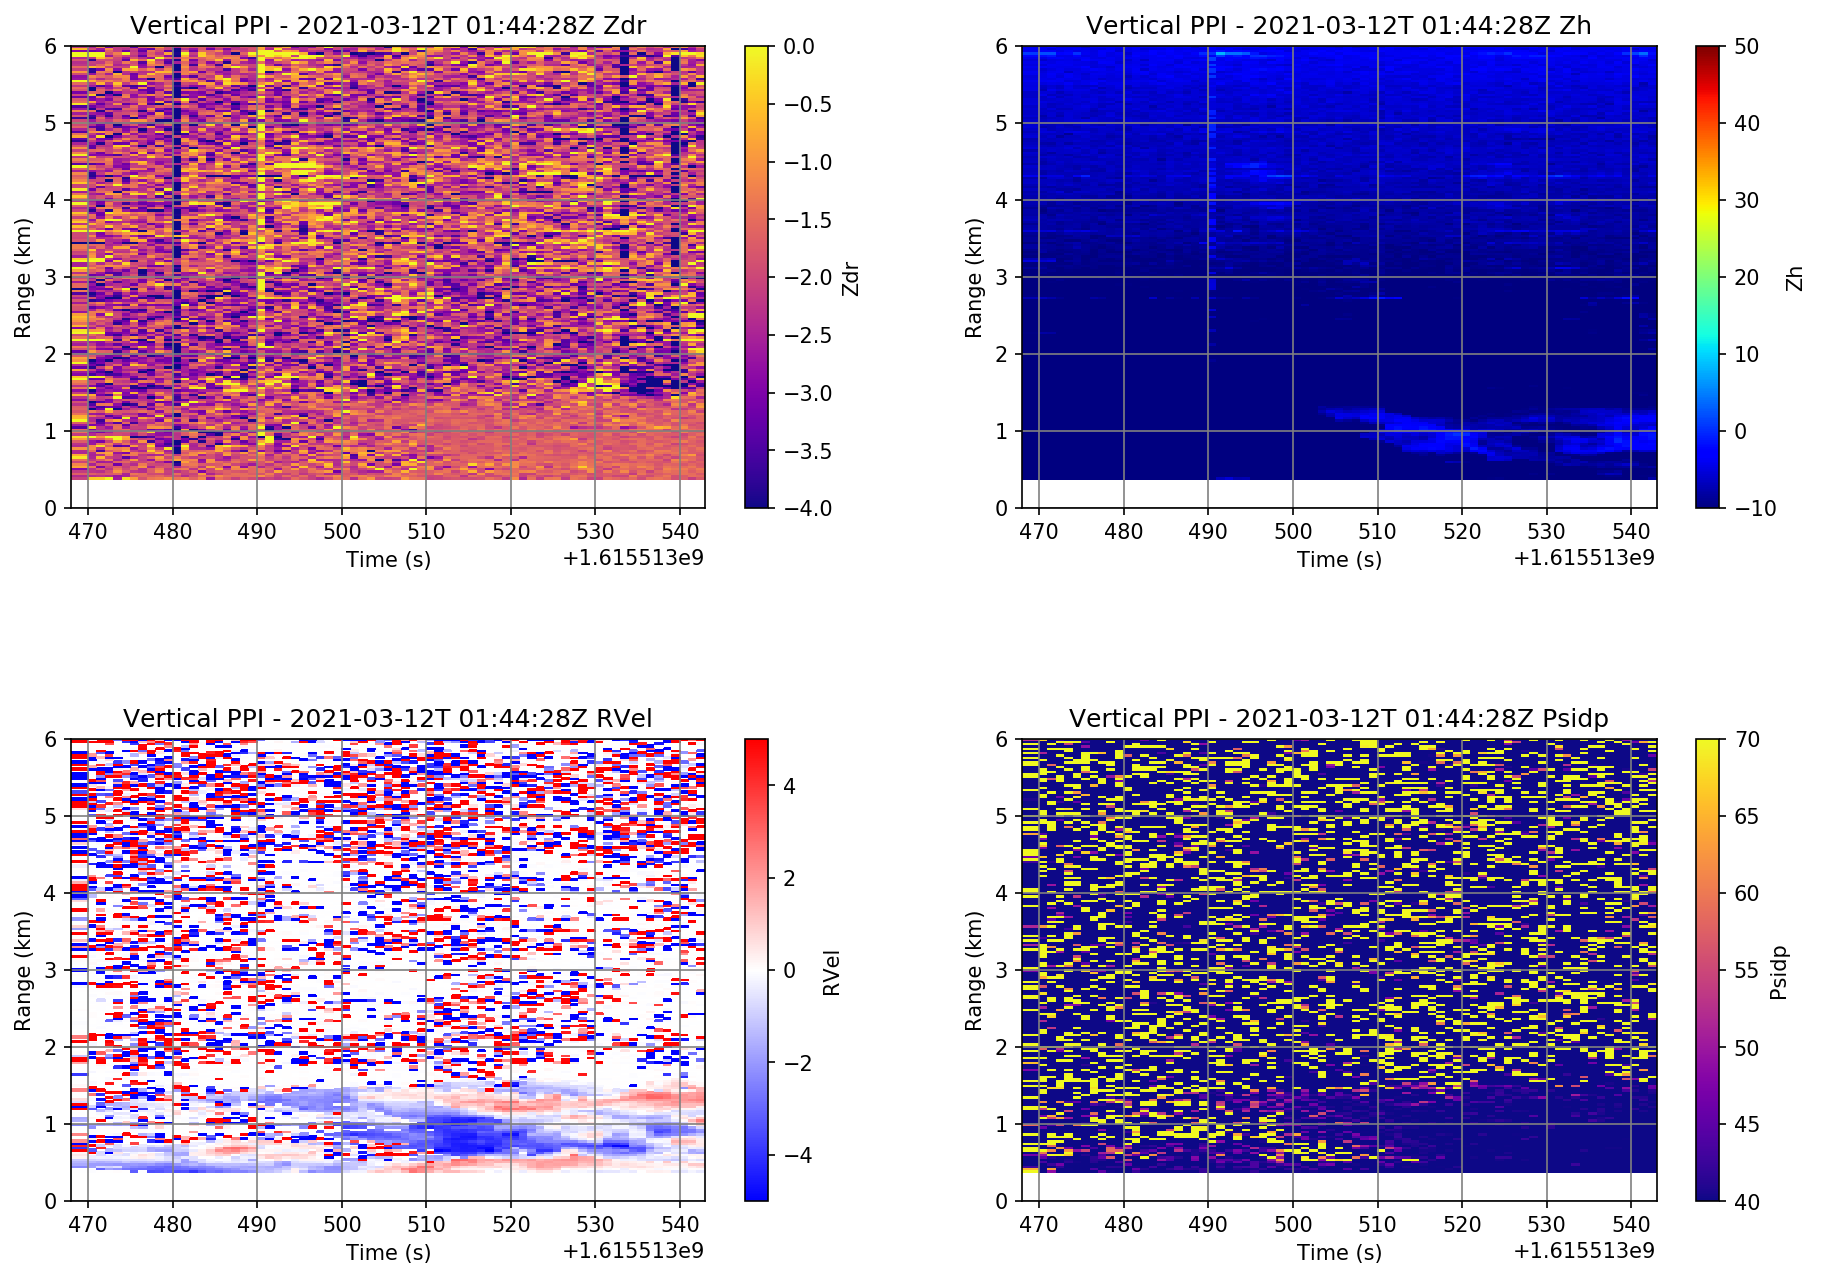 Vertical PPI - 2021-03-12T 01:44:28Z Zdr
6
5
4
3
2
1
0
Range (km)
470 480 490 500 510 520 530 540
Time (s)
+1.615513e9
0.0
−0.5
−1.0
−1.5
−2.0
−2.5
−3.0
−3.5
−4.0
Zdr
Vertical PPI - 2021-03-12T 01:44:28Z Zh
6
5
4
3
2
1
0
Range (km)
470 480 490 500 510 520 530 540
Time (s)
+1.615513e9
50
40
30
20
10
0
−10
Zh
Vertical PPI - 2021-03-12T 01:44:28Z RVel
6
5
4
3
2
1
0
Range (km)
470 480 490 500 510 520 530 540
Time (s)
+1.615513e9
4
2
0
−2
−4
RVel
Vertical PPI - 2021-03-12T 01:44:28Z Psidp
6
5
4
3
2
1
0
Range (km)
470 480 490 500 510 520 530 540
Time (s)
+1.615513e9
70
65
60
55
50
45
40
Psidp